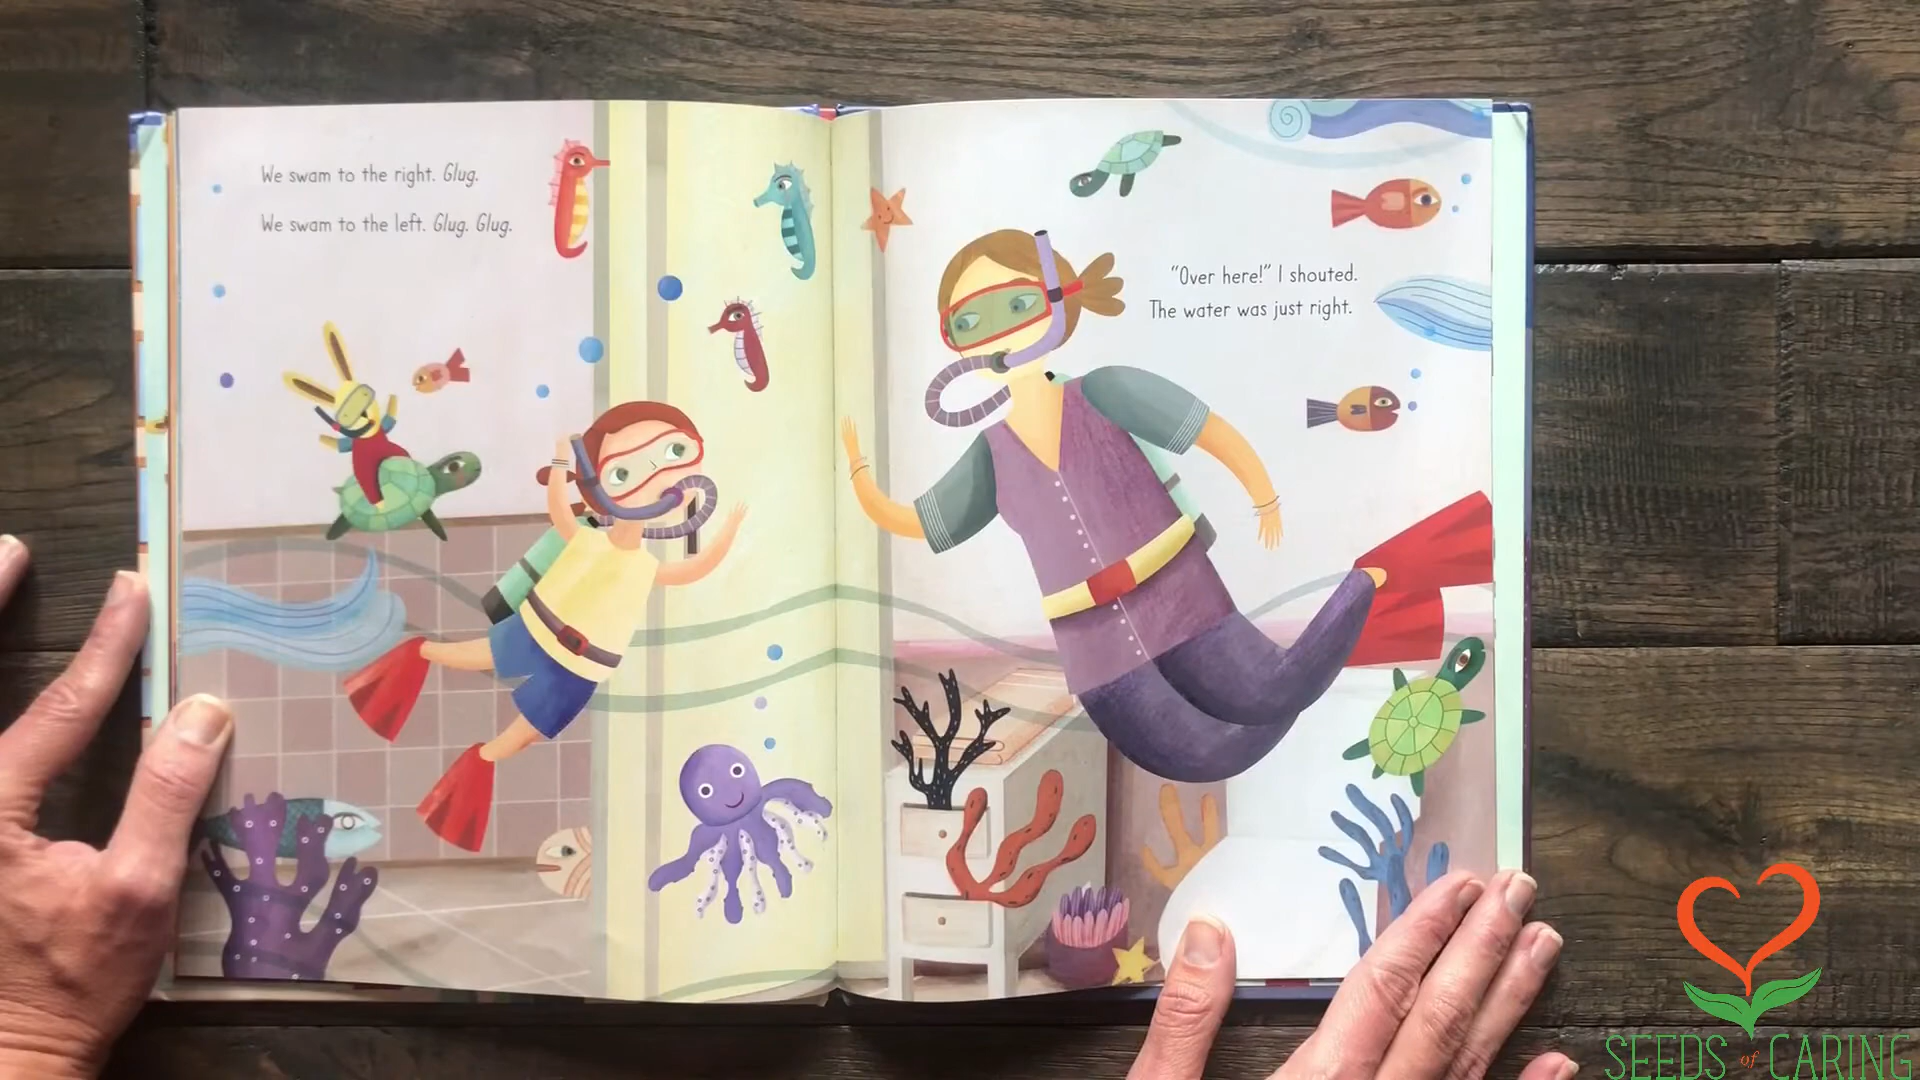 We swam to the right. Glug.
We swam to the left. Glug. Glug.
“Over here!” I shouted.
The water was just right.
SEEDS of CARING